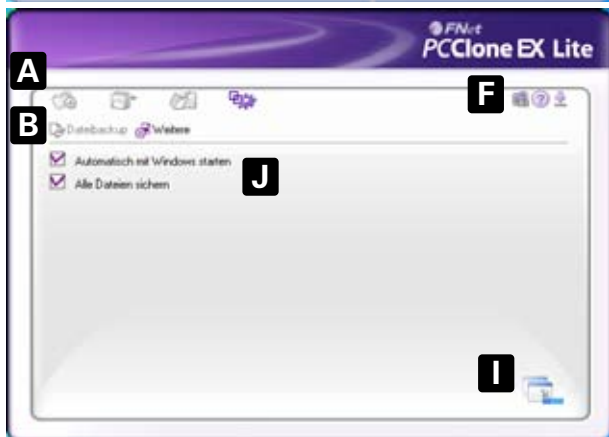 FNet
PCClone EX Lite
A
F
B
Dateibackup Weitere
Automatisch mit Windows starten
J
Alle Dateien sichern
I